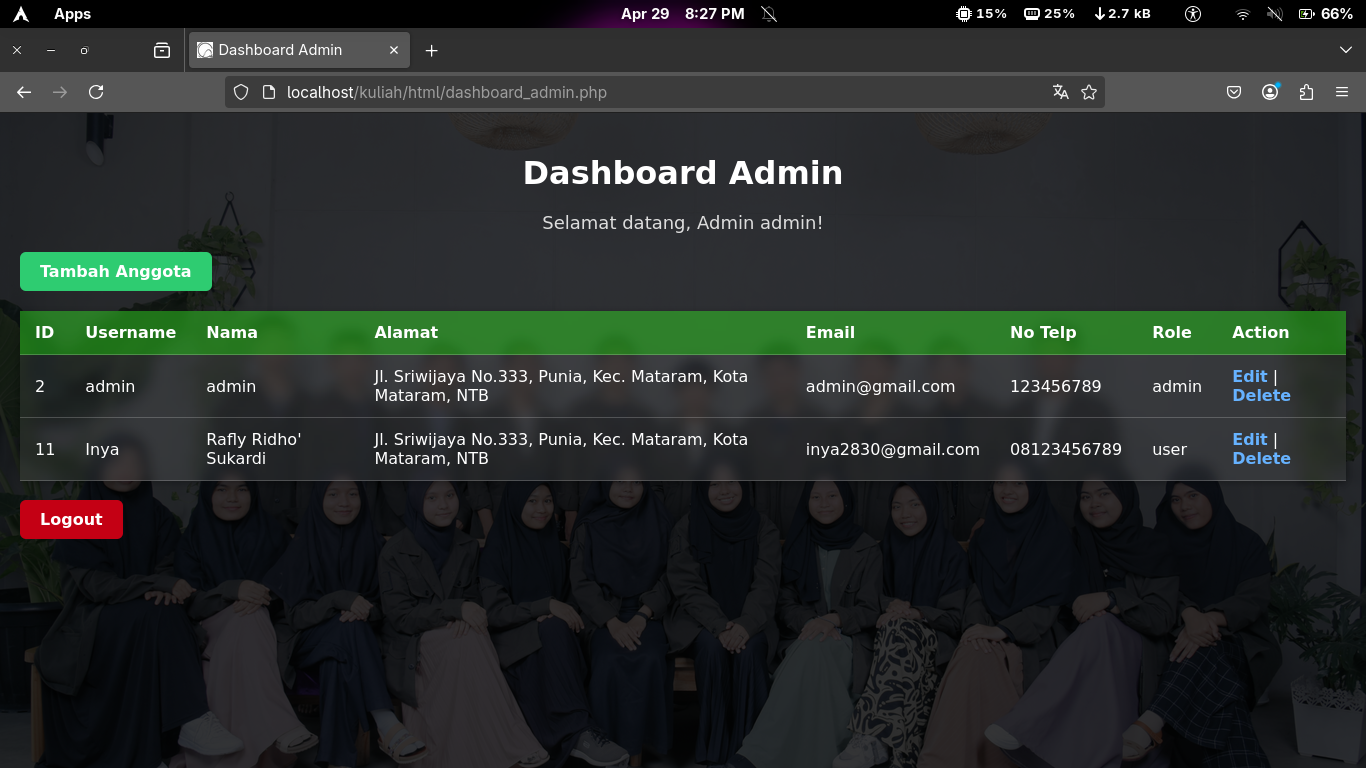 Apps
Apr 29 8:27 PM
15% 25% 2.7 kB 66%
Dashboard Admin
localhost/kuliah/html/dashboard_admin.php
Dashboard Admin
Selamat datang, Admin admin!
Tambah Anggota
ID Username Nama Alamat Email No Telp Role Action
2 admin admin Jl. Sriwijaya No.333, Punia, Kec. Mataram, Kota Mataram, NTB admin@gmail.com 123456789 admin Edit | Delete
11 Inya Rafly Ridho' Sukardi Jl. Sriwijaya No.333, Punia, Kec. Mataram, Kota Mataram, NTB inya2830@gmail.com 08123456789 user Edit | Delete
Logout